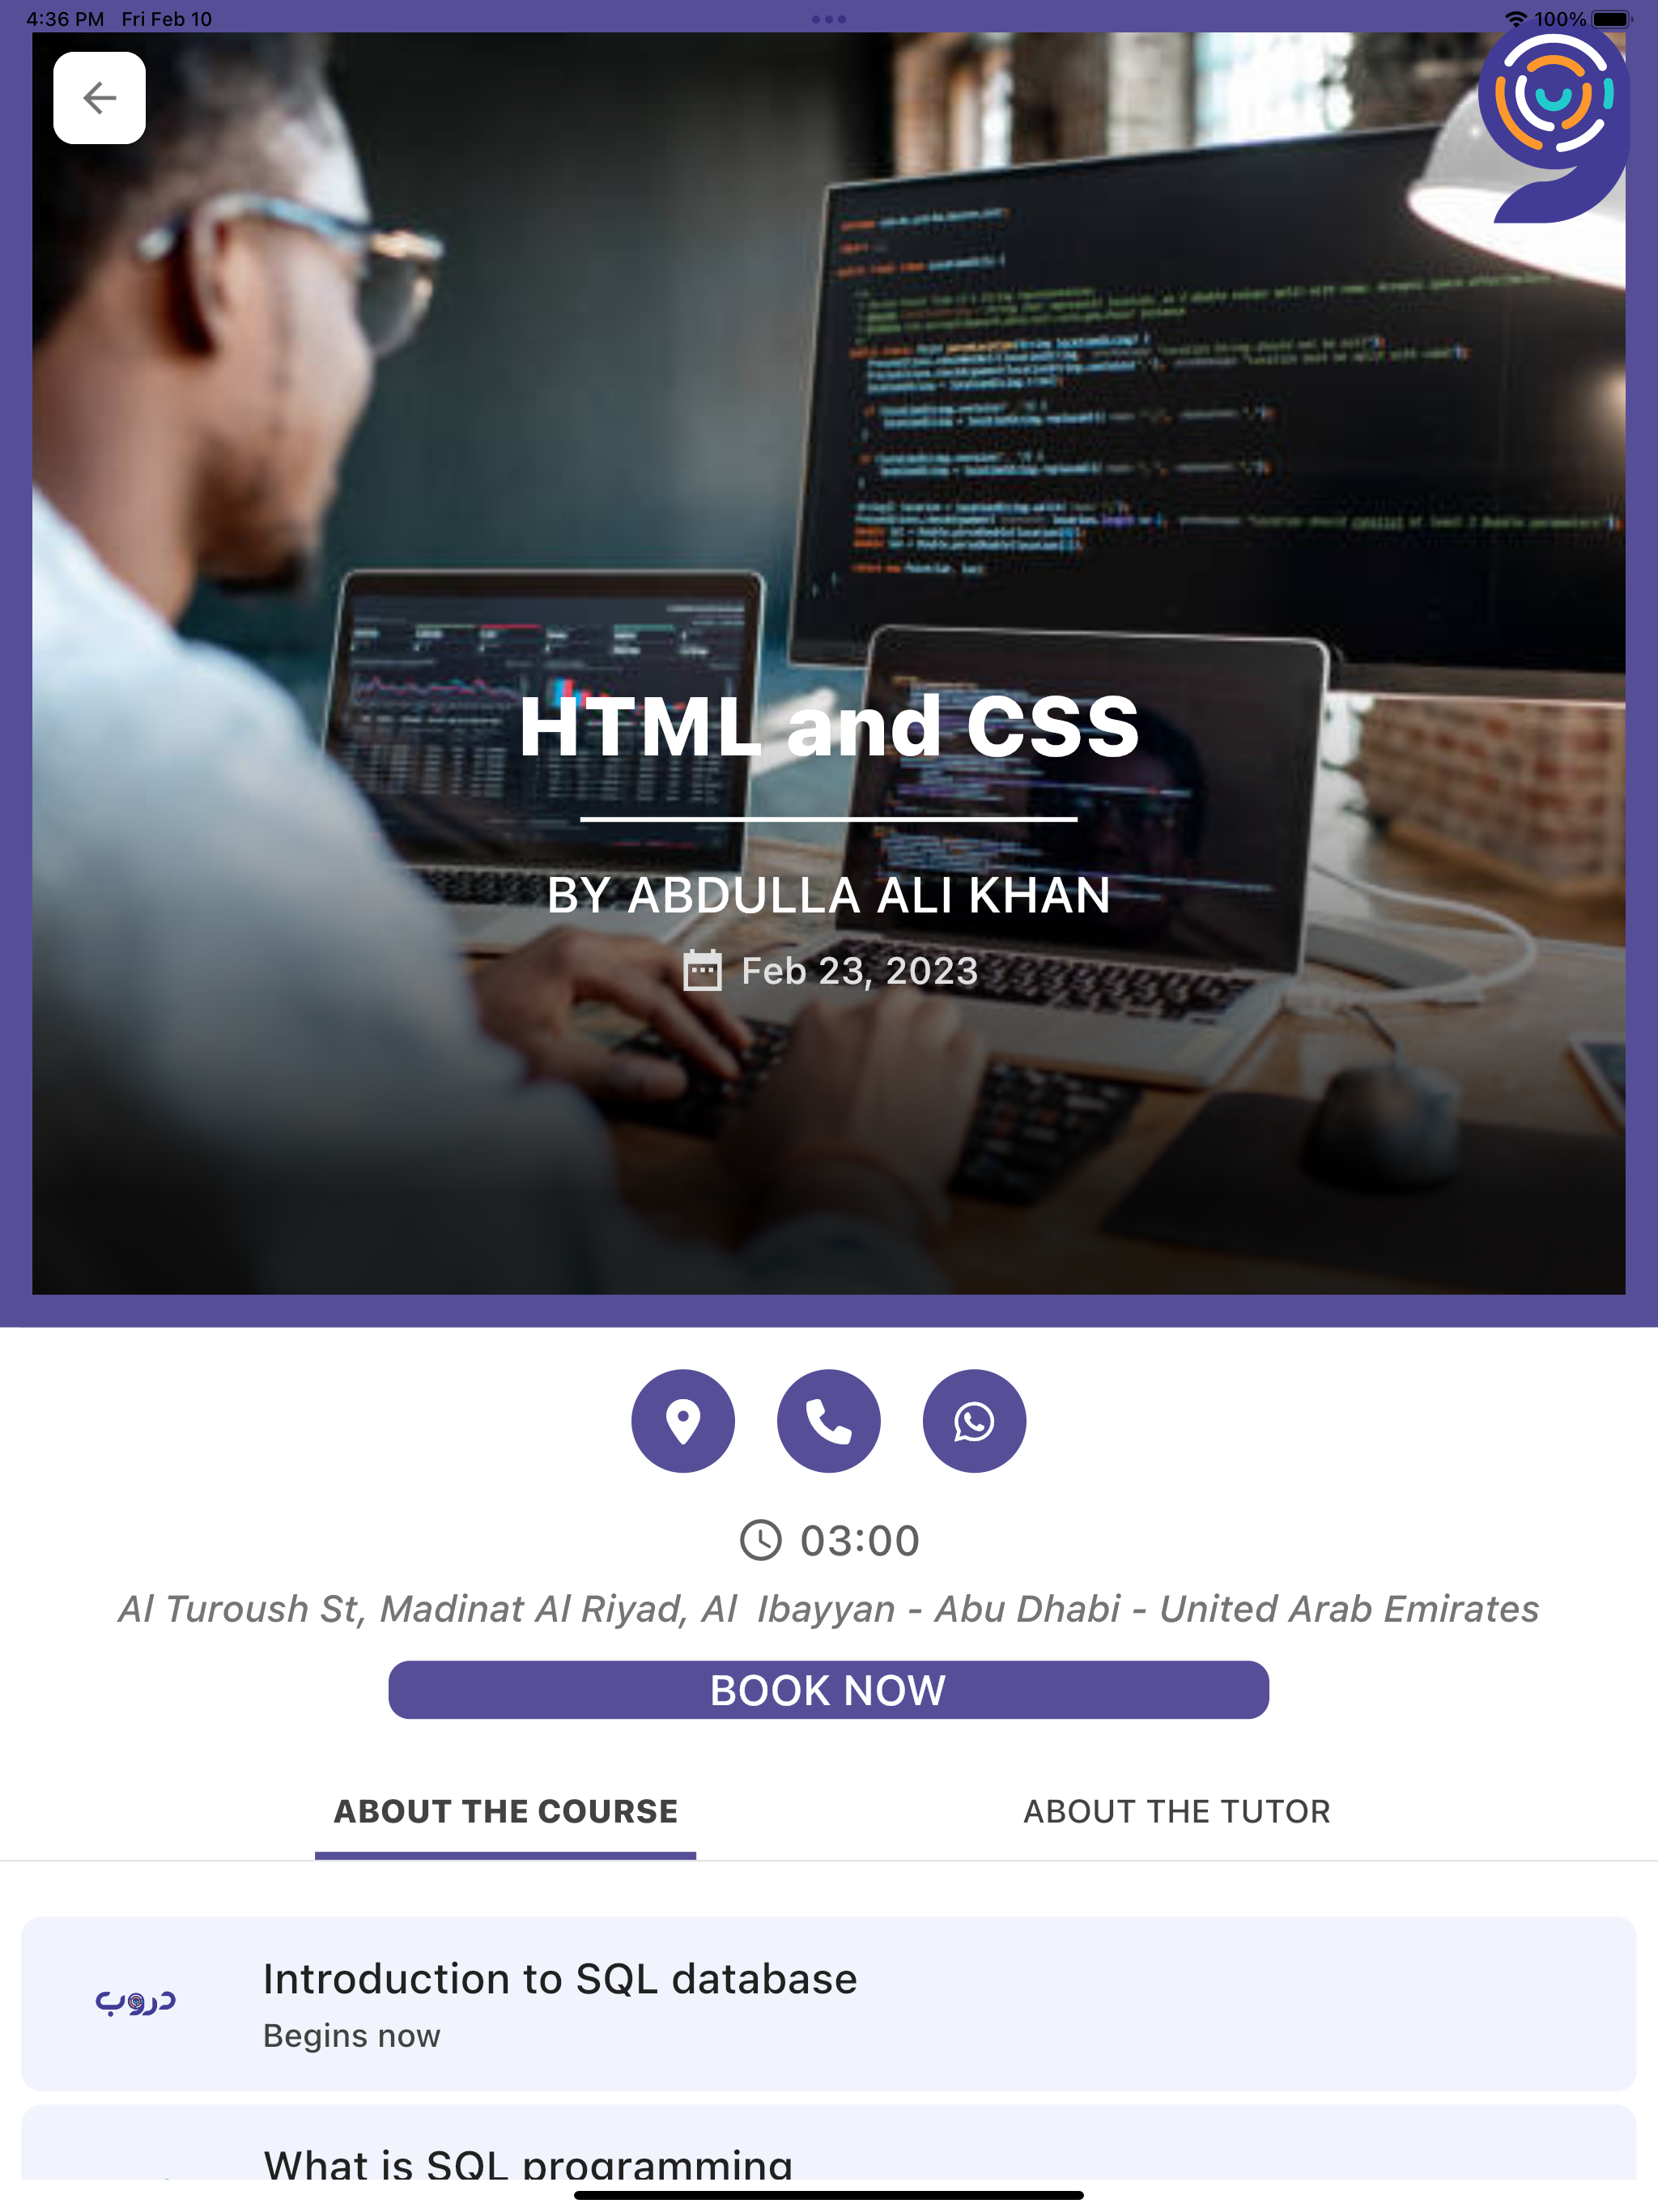 4:36 PM Fri Feb 10
100%
HTML and CSS
BY ABDULLA ALI KHAN
Feb 23, 2023
03:00
Al Turoush St, Madinat Al Riyad, Al  Ibayyan - Abu Dhabi - United Arab Emirates
BOOK NOW
ABOUT THE COURSE
ABOUT THE TUTOR
دروب
Introduction to SQL database
Begins now
What is SQL programming